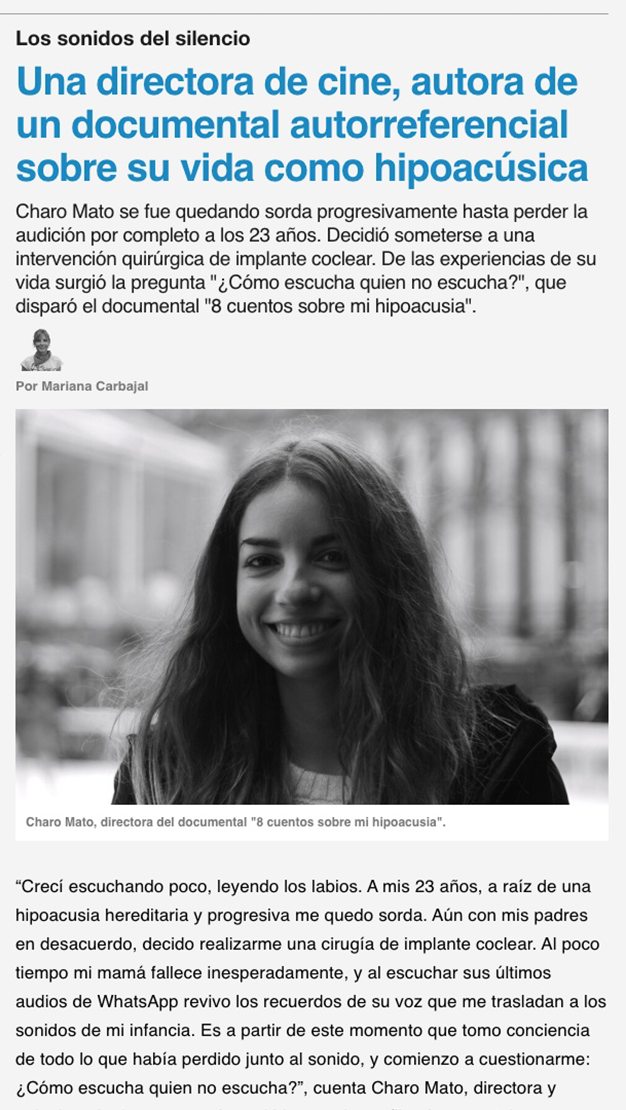 Los sonidos del silencio
Una directora de cine, autora de
un documental autorreferencial
sobre su vida como hipoacúsica
Charo Mato se fue quedando sorda progresivamente hasta perder la
audición por completo a los 23 años. Decidió someterse a una
intervención quirúrgica de implante coclear. De las experiencias de su
vida surgió la pregunta "¿Cómo escucha quien no escucha?", que
disparó el documental "8 cuentos sobre mi hipoacusia".
Por Mariana Carbajal
Charo Mato, directora del documental "8 cuentos sobre mi hipoacusia".
“Crecí escuchando poco, leyendo los labios. A mis 23 años, a raíz de una
hipoacusia hereditaria y progresiva me quedo sorda. Aún con mis padres
en desacuerdo, decido realizarme una cirugía de implante coclear. Al poco
tiempo mi mamá fallece inesperadamente, y al escuchar sus últimos
audios de WhatsApp revivo los recuerdos de su voz que me trasladan a los
sonidos de mi infancia. Es a partir de este momento que tomo conciencia
de todo lo que había perdido junto al sonido, y comienzo a cuestionarme:
¿Cómo escucha quien no escucha?”, cuenta Charo Mato, directora y